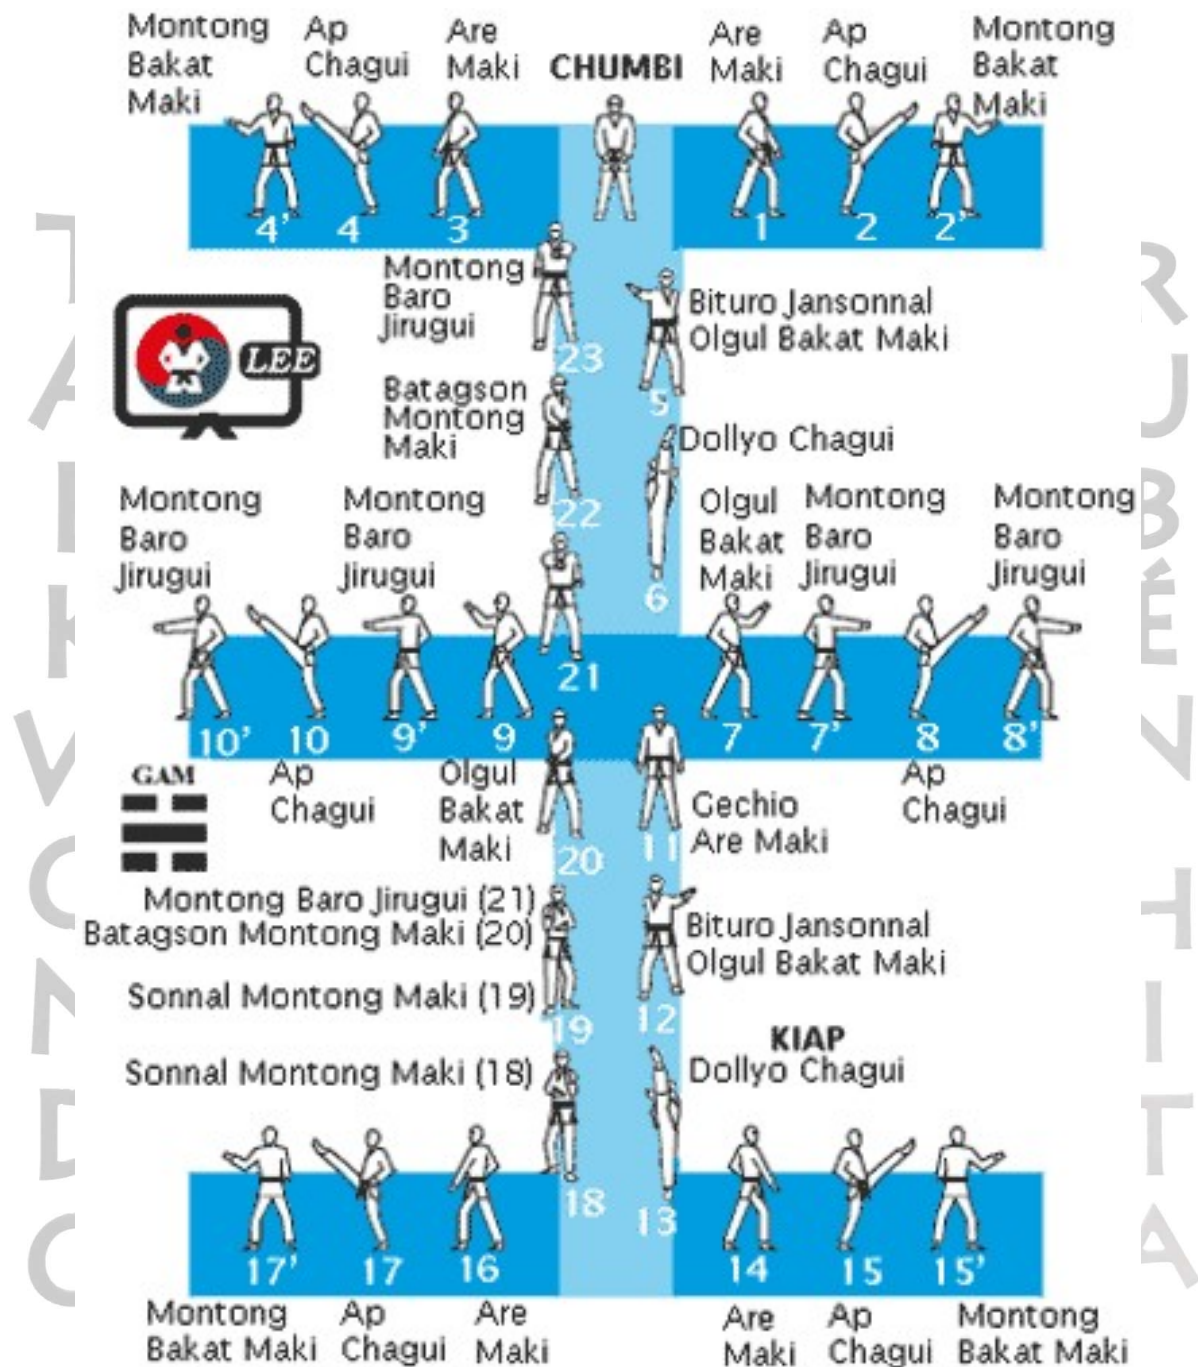 Montong
Bakat
Maki
Ap
Chagui
Are
Maki
CHUMBI
Are
Maki
Ap
Chagui
Montong
Bakat
Maki
4'
4
3
1
2
2'
Montong
Baro
Jirugui
23
Bituro Jansonnal
Olgul Bakat Maki
5
LEE
Batagson
Montong
Maki
22
Dollyo Chagui
6
Montong
Baro
Jirugui
Montong
Baro
Jirugui
Olgul
Bakat
Maki
Montong
Baro
Jirugui
Montong
Baro
Jirugui
21
10'
10
9'
9
7
7'
8
8'
GAM
Ap
Chagui
Olgul
Bakat
Maki
20
11
Gechio
Are Maki
Ap
Chagui
Montong Baro Jirugui (21)
Batagson Montong Maki (20)
Sonnal Montong Maki (19)
19
Bituro Jansonnal
Olgul Bakat Maki
12
Sonnal Montong Maki (18)
18
KIAP
Dollyo Chagui
13
17'
17
16
14
15
15'
Montong
Bakat Maki
Ap
Chagui
Are
Maki
Are
Maki
Ap
Chagui
Montong
Bakat Maki
TAEKWONDO
RUBÉN HITA